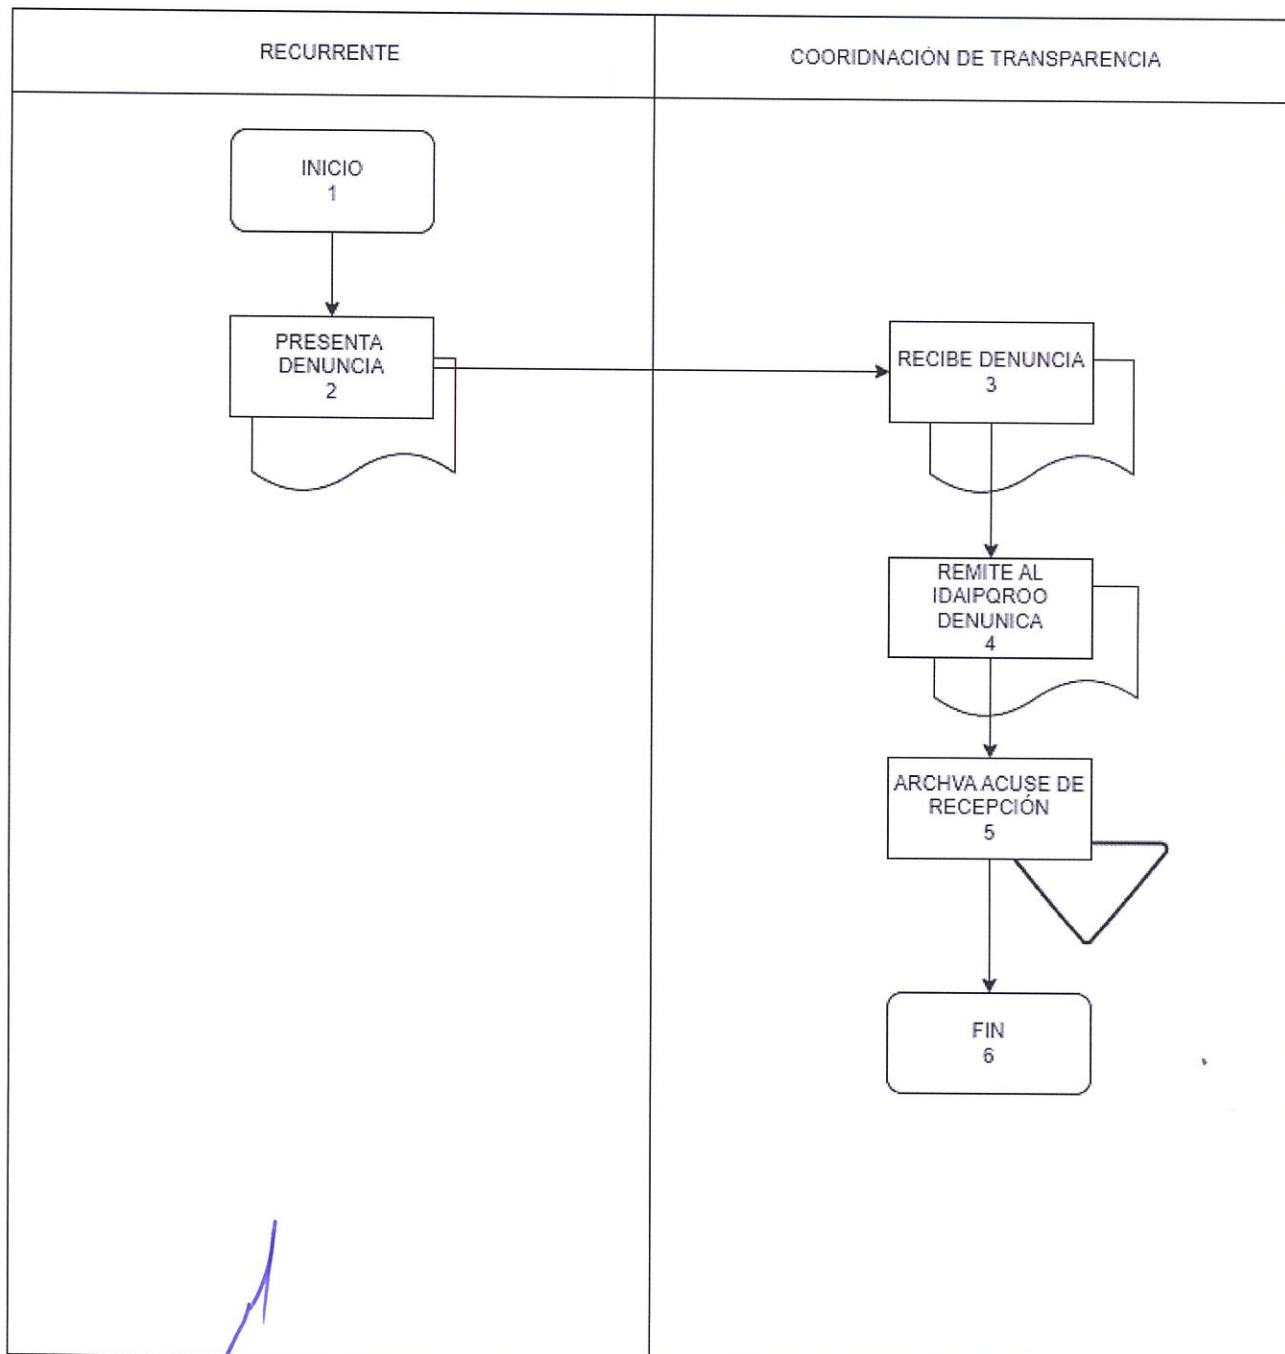 RECURRENTE
COORIDNACIÓN DE TRANSPARENCIA
INICIO
1
PRESENTA
DENUNCIA
2
RECIBE DENUNCIA
3
REMITE AL
IDAIPQROO
DENUNICA
4
ARCHVA ACUSE DE
RECEPCIÓN
5
FIN
6